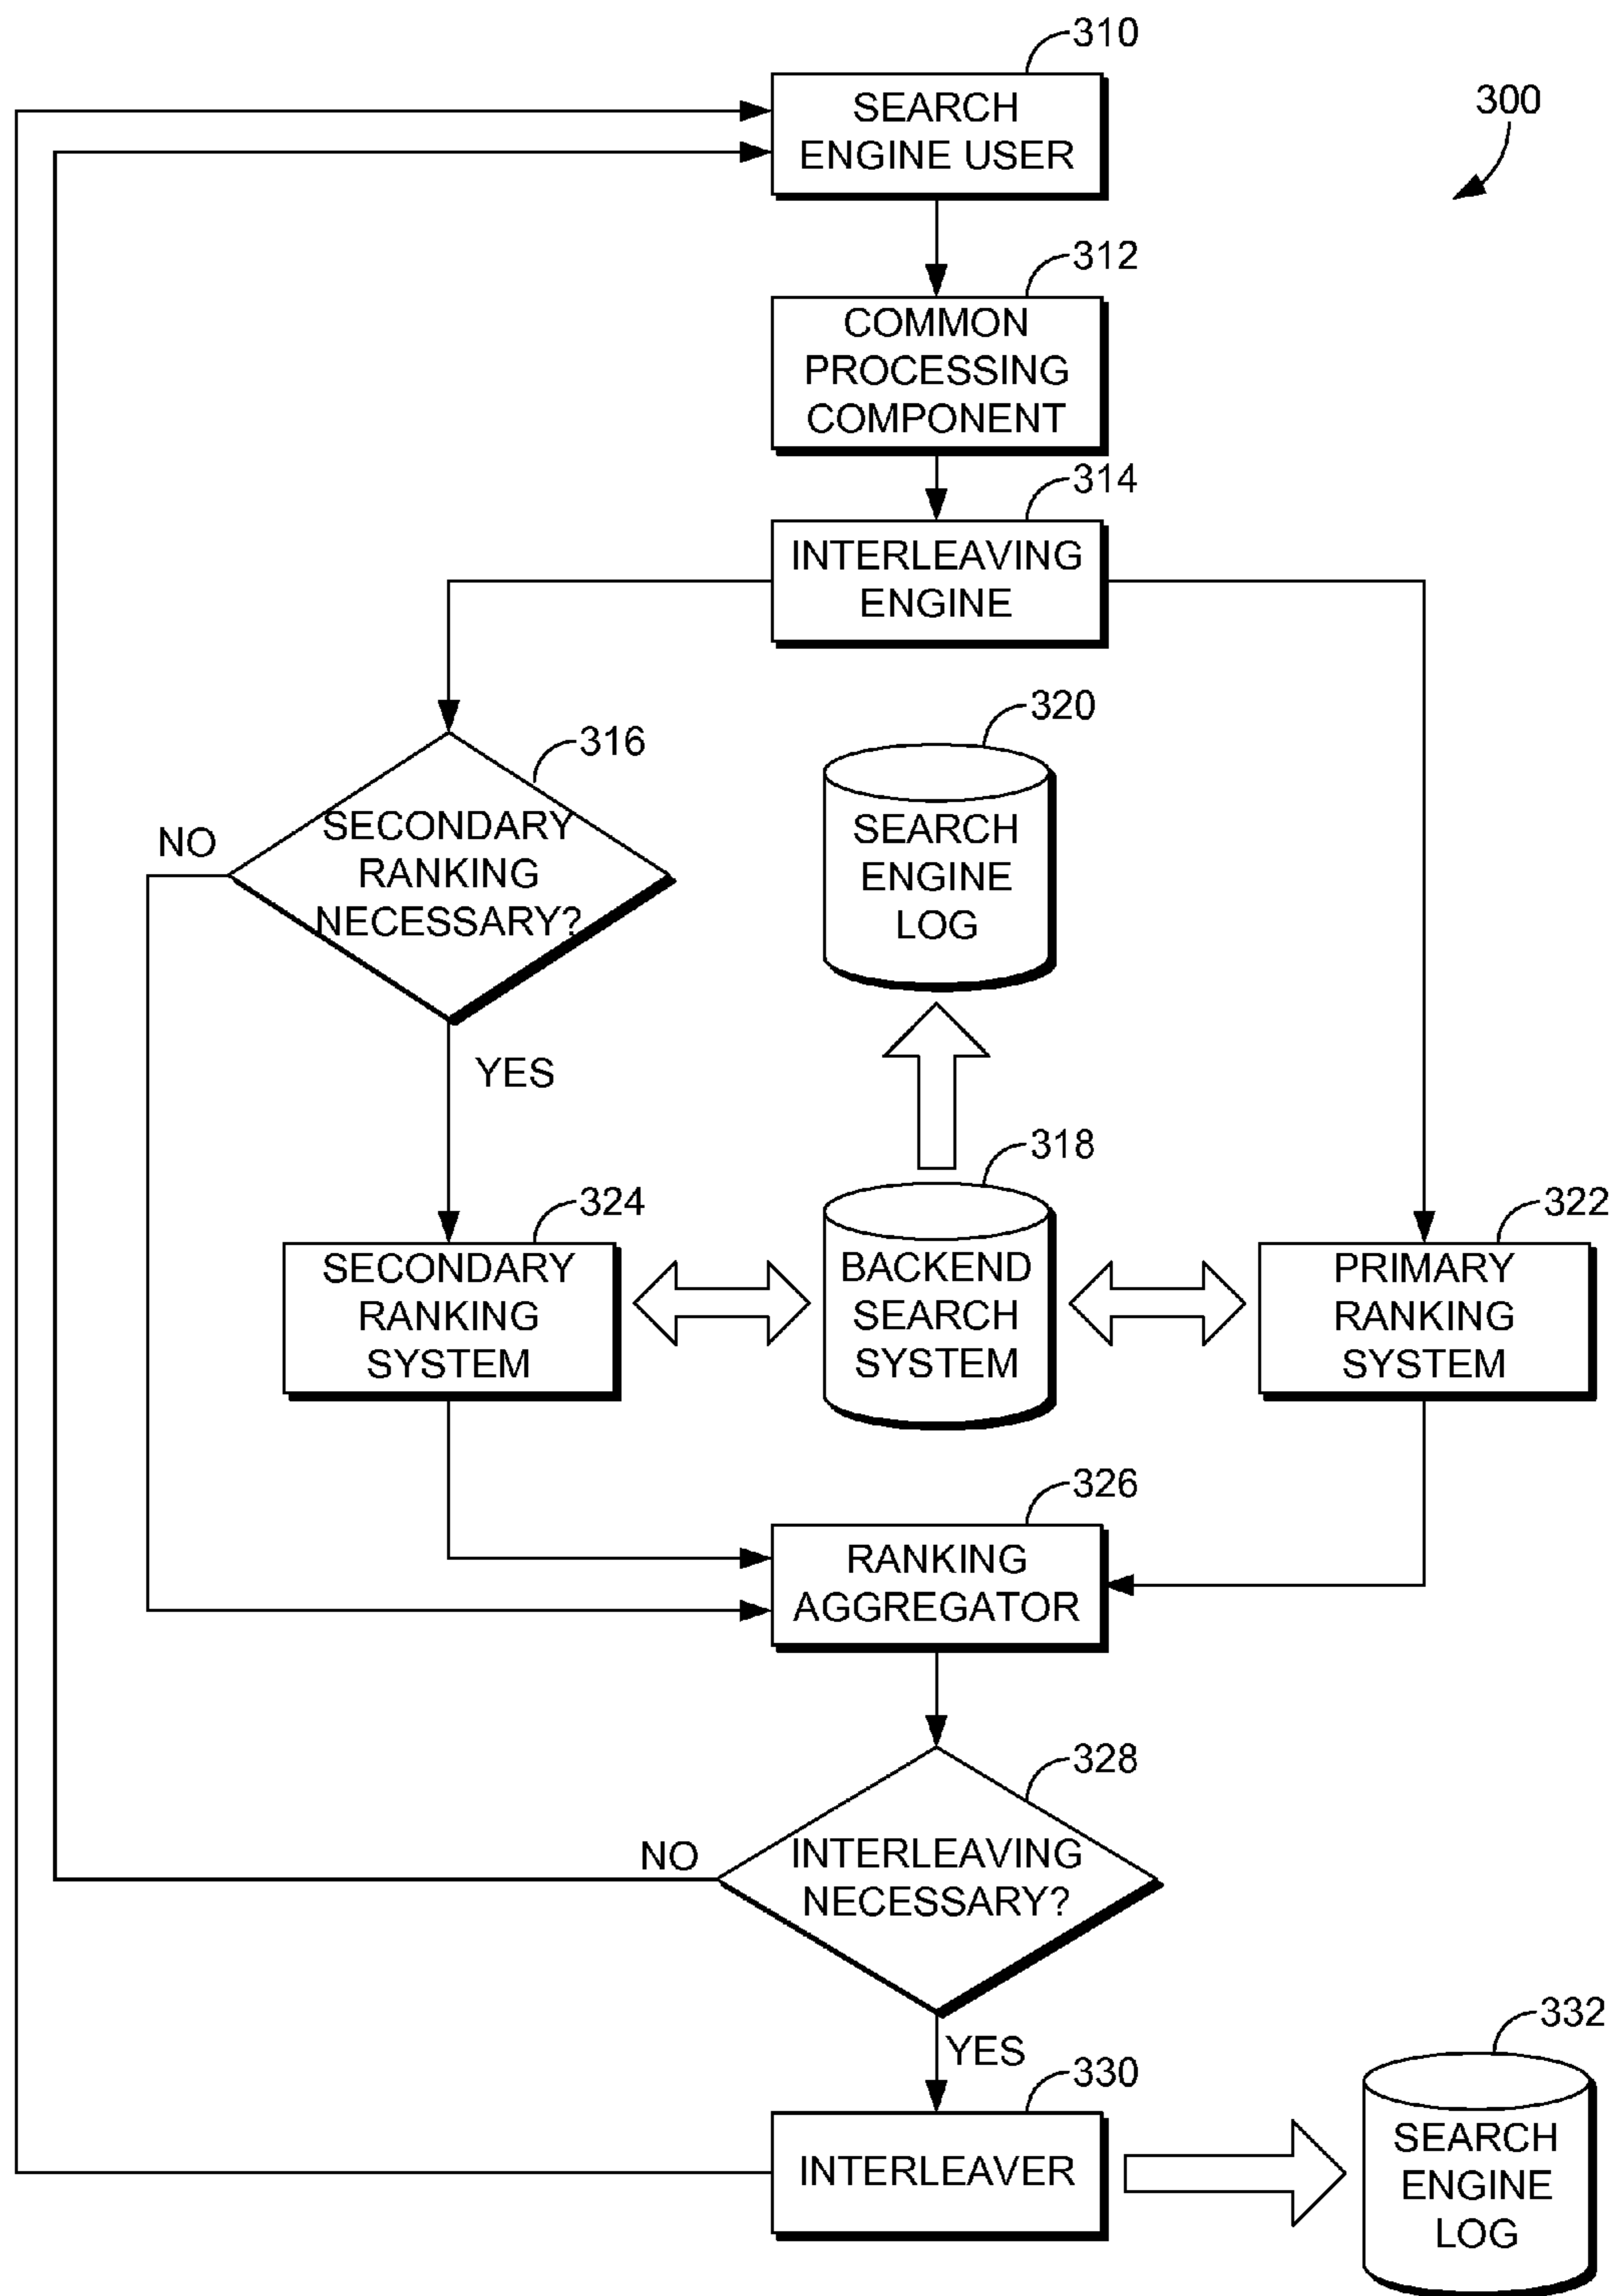 310
SEARCH
ENGINE USER
300
312
COMMON
PROCESSING
COMPONENT
314
INTERLEAVING
ENGINE
316
SECONDARY
RANKING
NECESSARY?
NO
YES
320
SEARCH
ENGINE
LOG
318
BACKEND
SEARCH
SYSTEM
324
SECONDARY
RANKING
SYSTEM
322
PRIMARY
RANKING
SYSTEM
326
RANKING
AGGREGATOR
328
INTERLEAVING
NECESSARY?
NO
YES
330
INTERLEAVER
332
SEARCH
ENGINE
LOG